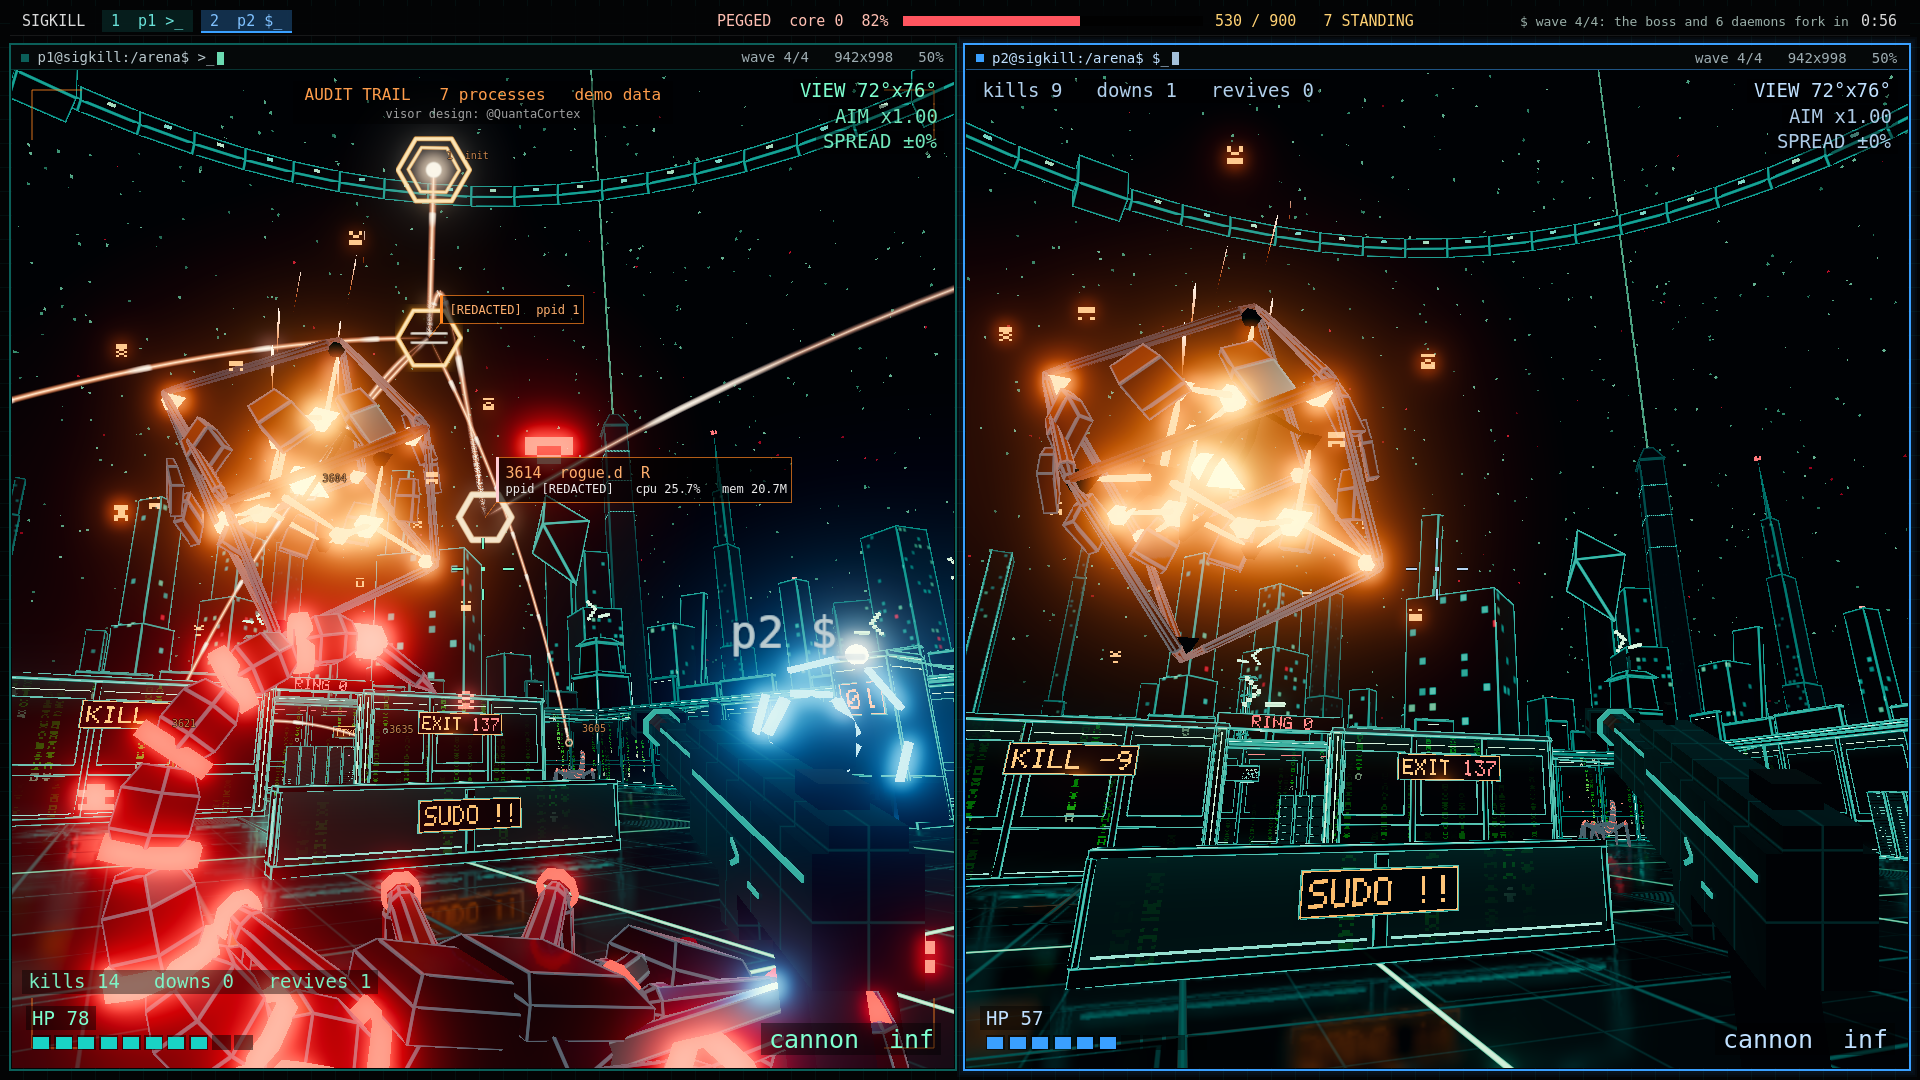 SIGKILL 1 p1 >_ 2 p2 $_ PEGGED core 0 82% 530 / 900 7 STANDING $ wave 4/4: the boss and 6 daemons fork in 0:56
p1@sigkill:/arena$ >_ wave 4/4 942x998 50%
AUDIT TRAIL 7 processes demo data
visor design: @QuantaCortex
VIEW 72°x76°
AIM x1.00
SPREAD ±0%
init
[REDACTED] ppid 1
3614 rogue.d R
ppid [REDACTED] cpu 25.7% mem 20.7M
3684
p2 $
RING 0
KILL
3621
3635
EXIT 137
3605
SUDO !!
kills 14 downs 0 revives 1
HP 78
cannon inf
p2@sigkill:/arena$ $_ wave 4/4 942x998 50%
kills 9 downs 1 revives 0
VIEW 72°x76°
AIM x1.00
SPREAD ±0%
RING 0
KILL -9
EXIT 137
SUDO !!
HP 57
cannon inf